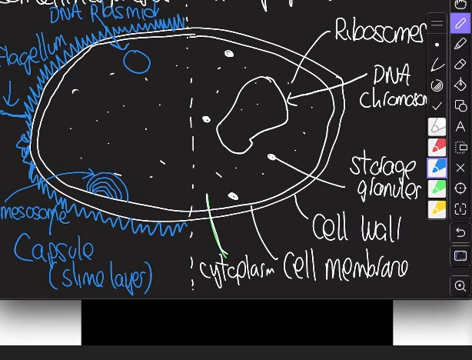 DNA Plasmid
Flagellum
Ribosomes
DNA
Chromosom
storage
granules
mesosome
Cell wall
Capsule
(slime layer)
cytoplasm
Cell membrane